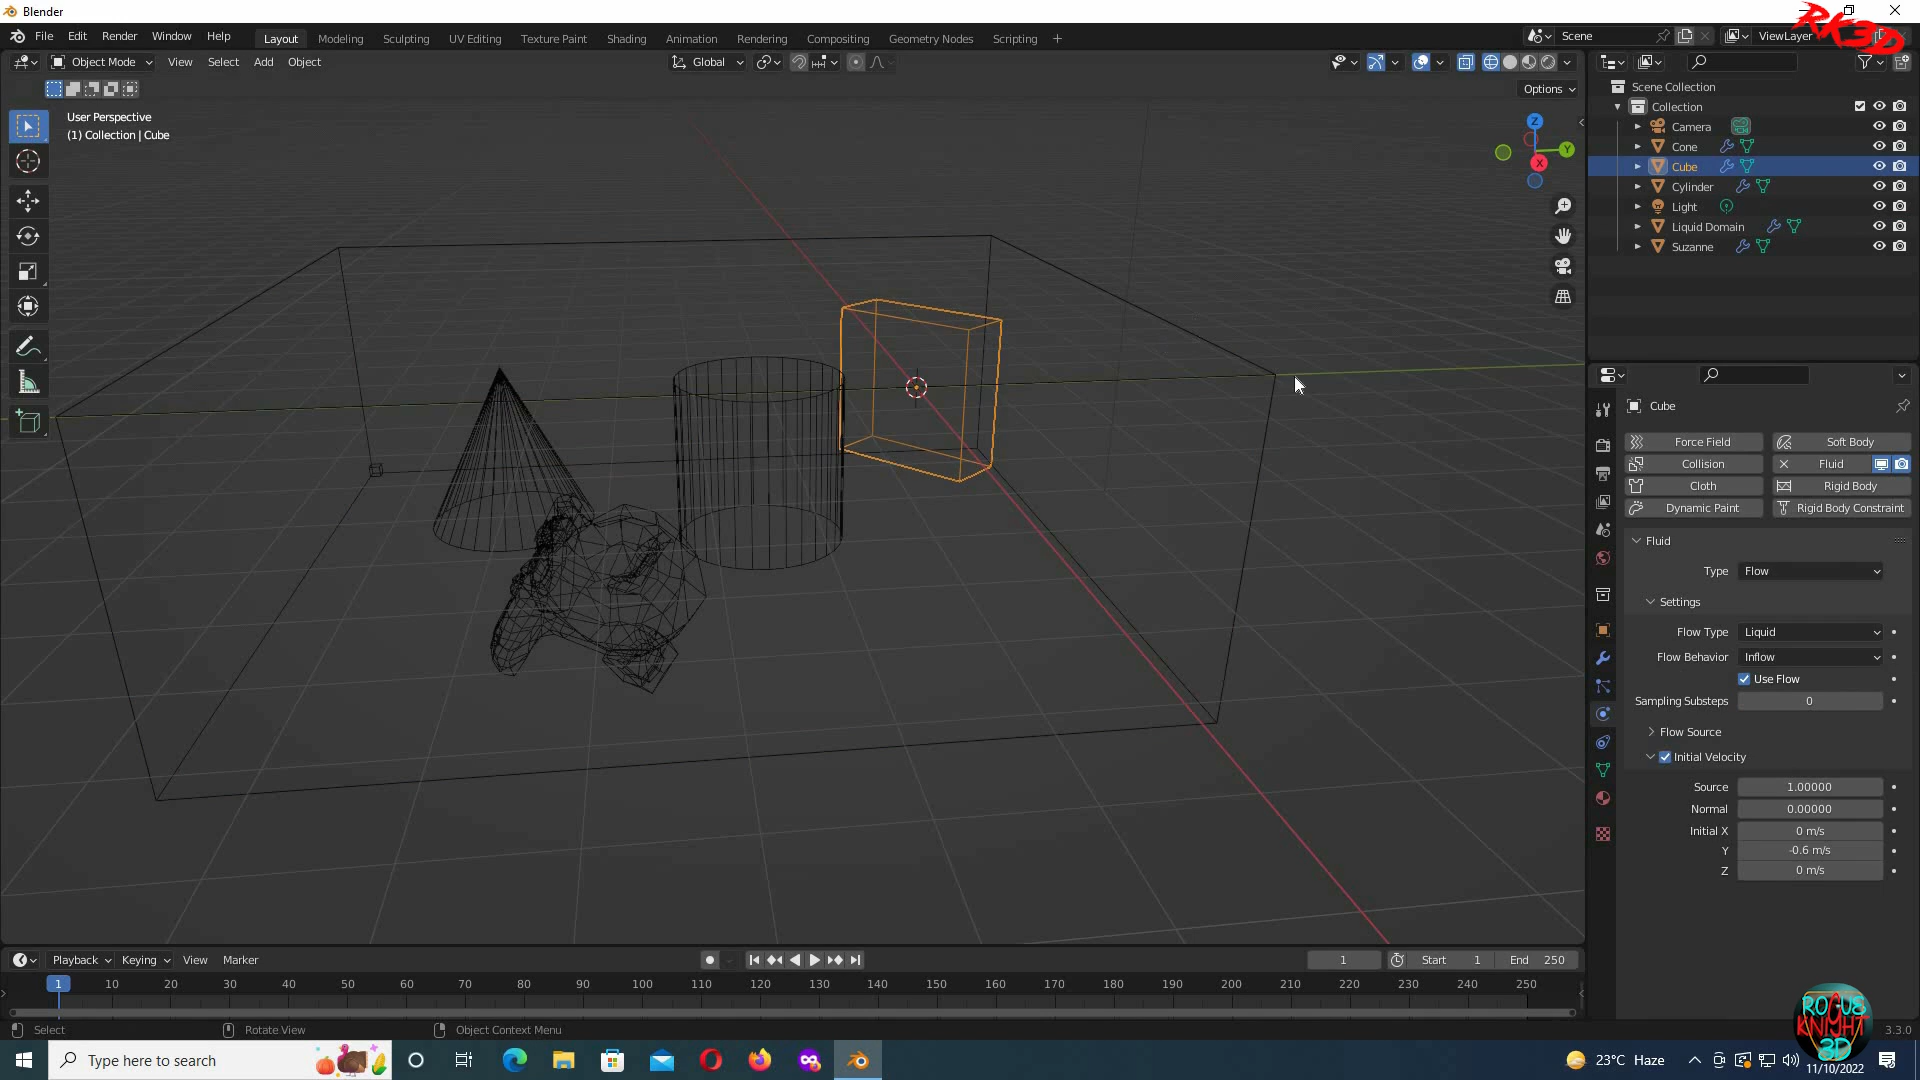 Blender
File Edit Render Window Help Layout Modeling Sculpting UV Editing Texture Paint Shading Animation Rendering Compositing Geometry Nodes Scripting + Scene ViewLayer
RK3D
Object Mode View Select Add Object Global
Options
User Perspective
(1) Collection | Cube
Z
Y
X
Scene Collection
Collection
Camera
Cone
Cube
Cylinder
Light
Liquid Domain
Suzanne
Cube
Force Field Soft Body
Collision Fluid
Cloth Rigid Body
Dynamic Paint Rigid Body Constraint
Fluid
Type Flow
Settings
Flow Type Liquid
Flow Behavior Inflow
Use Flow
Sampling Substeps 0
Flow Source
Initial Velocity
Source 1.00000
Normal 0.00000
Initial X 0 m/s
Y -0.6 m/s
Z 0 m/s
Playback Keying View Marker 1 Start 1 End 250
1 10 20 30 40 50 60 70 80 90 100 110 120 130 140 150 160 170 180 190 200 210 220 230 240 250
Select Rotate View Object Context Menu 3.3.0
ROGUE
KNIGHT
3D
Type here to search 23°C Haze
11/10/2022